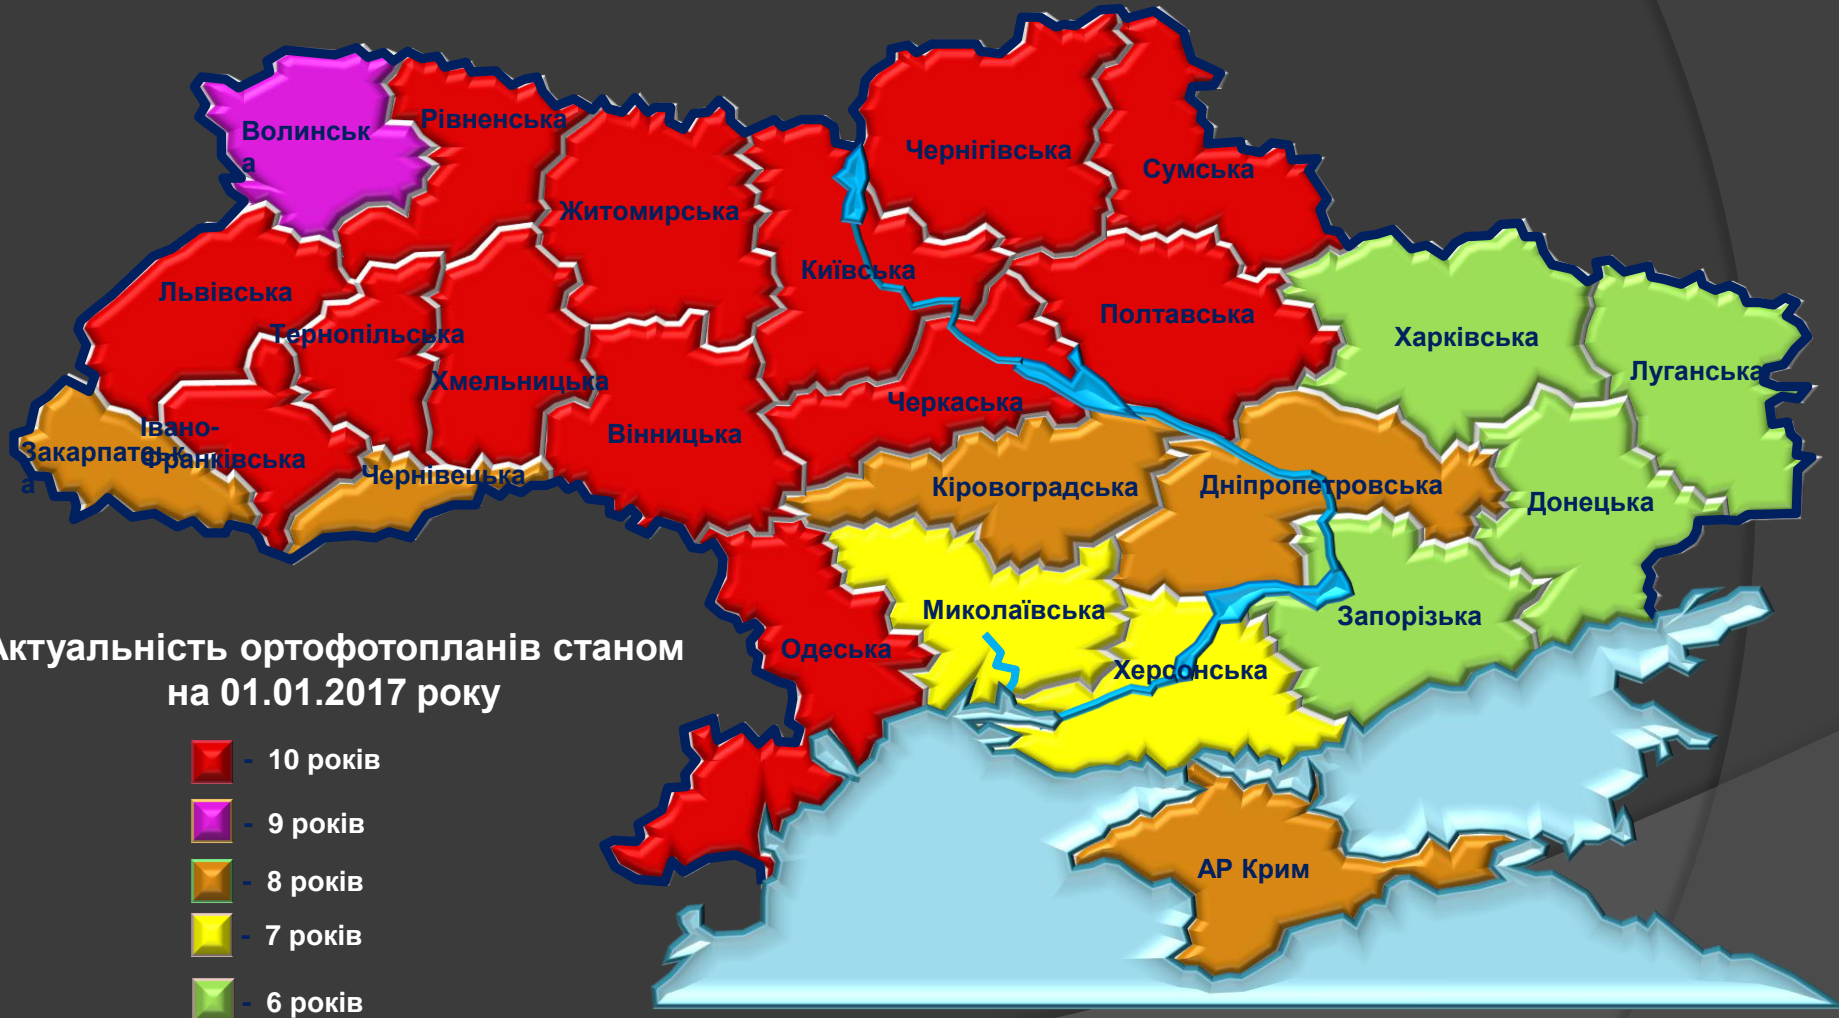 Волинськ
а
Рівненська
Житомирська
Чернігівська
Сумська
Київська
Львівська
Тернопільська
Хмельницька
Полтавська
Харківська
Луганська
Черкаська
Вінницька
Івано-
Франківська
Закарпатськ
а
Чернівецька
Кіровоградська
Дніпропетровська
Донецька
Миколаївська
Запорізька
Одеська
Херсонська
АР Крим
Актуальність ортофотопланів станом
на 01.01.2017 року
- 10 років
- 9 років
- 8 років
- 7 років
- 6 років